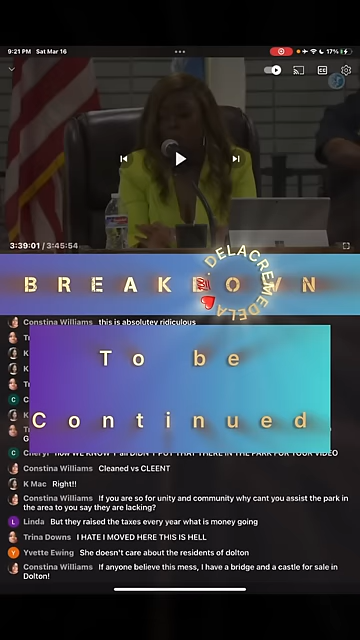 9:21 PM Sat Mar 16
17%
CC
3:39:01 / 3:45:54
BREAKDOWN
DELACREMEDELA
Constina Williams this is absolutey ridiculous
To be
Continued
Constina Williams Cleaned vs CLEENT
K Mac Right!!
Constina Williams If you are so for unity and community why cant you assist the park in the area to you say they are lacking?
L Linda But they raised the taxes every year what is money going
Trina Downs I HATE I MOVED HERE THIS IS HELL
Y Yvette Ewing She doesn't care about the residents of dolton
Constina Williams If anyone believe this mess, I have a bridge and a castle for sale in
Dolton!